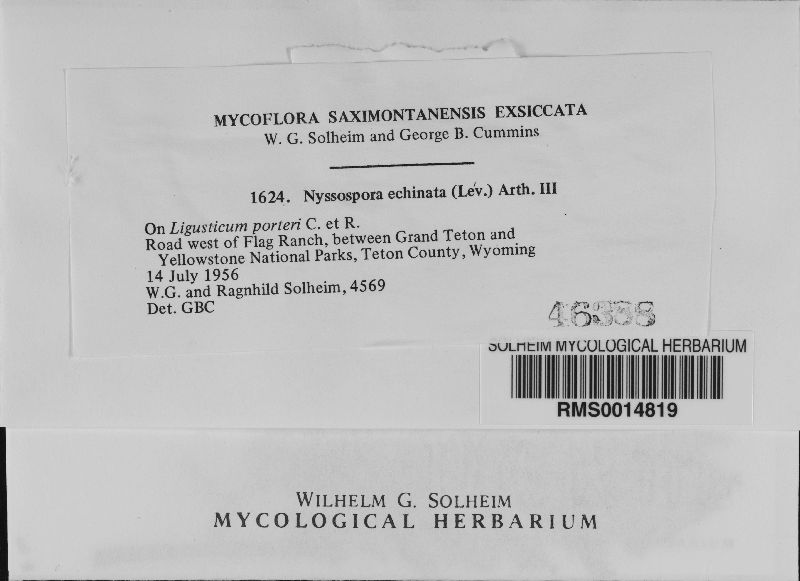 MYCOFLORA SAXIMONTANENSIS EXSICCATA
W. G. Solheim and George B. Cummins
1624. Nyssospora echinata (Lév.) Arth. III
On Ligusticum porteri C. et R.
Road west of Flag Ranch, between Grand Teton and
Yellowstone National Parks, Teton County, Wyoming
14 July 1956
W.G. and Ragnhild Solheim, 4569
Det. GBC
46338
SOLHEIM MYCOLOGICAL HERBARIUM
RMS0014819
WILHELM G. SOLHEIM
MYCOLOGICAL HERBARIUM